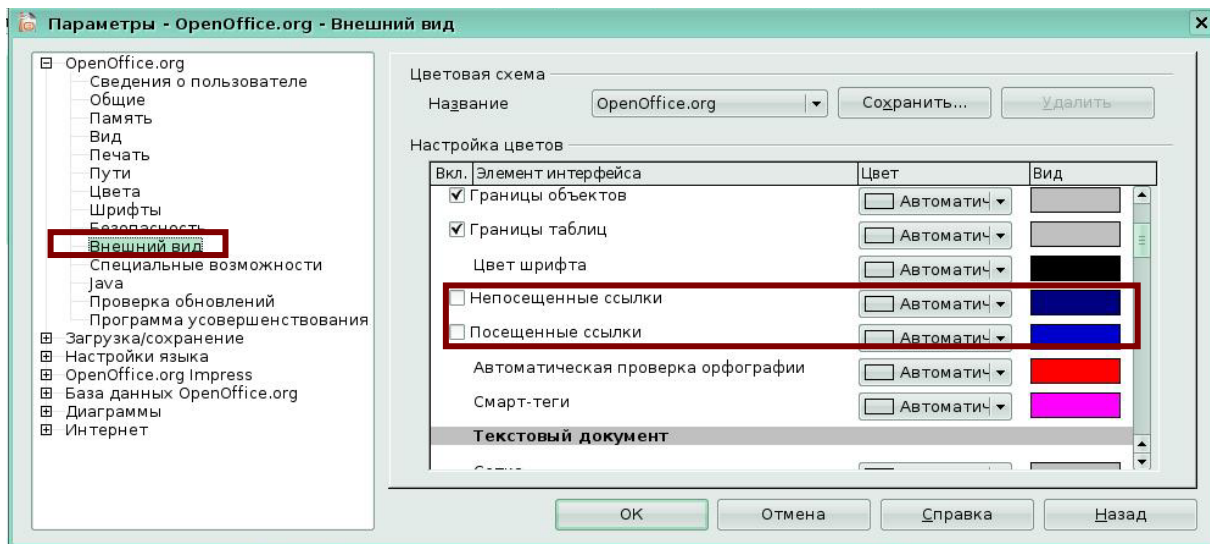 Параметры - OpenOffice.org - Внешний вид
OpenOffice.org
Сведения о пользователе
Общие
Память
Вид
Печать
Пути
Цвета
Шрифты
Безопасность
Внешний вид
Специальные возможности
Java
Проверка обновлений
Программа усовершенствования
Загрузка/сохранение
Настройки языка
OpenOffice.org Impress
База данных OpenOffice.org
Диаграммы
Интернет
Цветовая схема
Название OpenOffice.org Сохранить... Удалить
Настройка цветов
Вкл. Элемент интерфейса Цвет Вид
Границы объектов Автоматич
Границы таблиц Автоматич
Цвет шрифта Автоматич
Непосещенные ссылки Автоматич
Посещенные ссылки Автоматич
Автоматическая проверка орфографии Автоматич
Смарт-теги Автоматич
Текстовый документ
OK Отмена Справка Назад